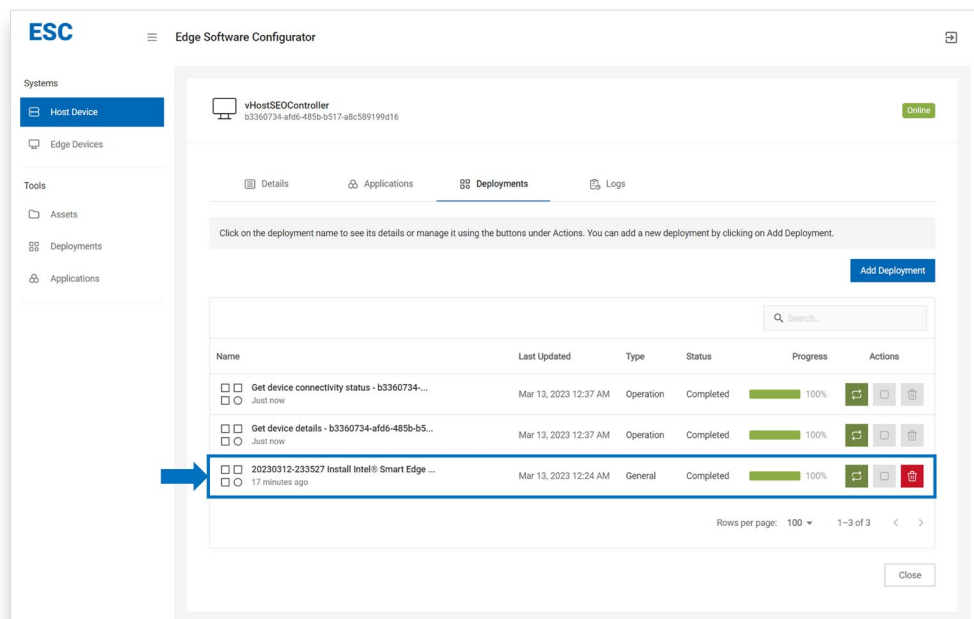 ESC
Edge Software Configurator
Systems
Host Device
Edge Devices
Tools
Assets
Deployments
Applications
vHostSEOController
b3360734-afd6-485b-b517-a8c589199d16
Online
Details
Applications
Deployments
Logs
Click on the deployment name to see its details or manage it using the buttons under Actions. You can add a new deployment by clicking on Add Deployment.
Add Deployment
Search...
Name Last Updated Type Status Progress Actions
Get device connectivity status - b3360734-...
Just now
Mar 13, 2023 12:37 AM Operation Completed 100%
Get device details - b3360734-afd6-485b-b5...
Just now
Mar 13, 2023 12:37 AM Operation Completed 100%
20230312-233527 Install Intel® Smart Edge ...
17 minutes ago
Mar 13, 2023 12:24 AM General Completed 100%
Rows per page: 100 1–3 of 3
Close